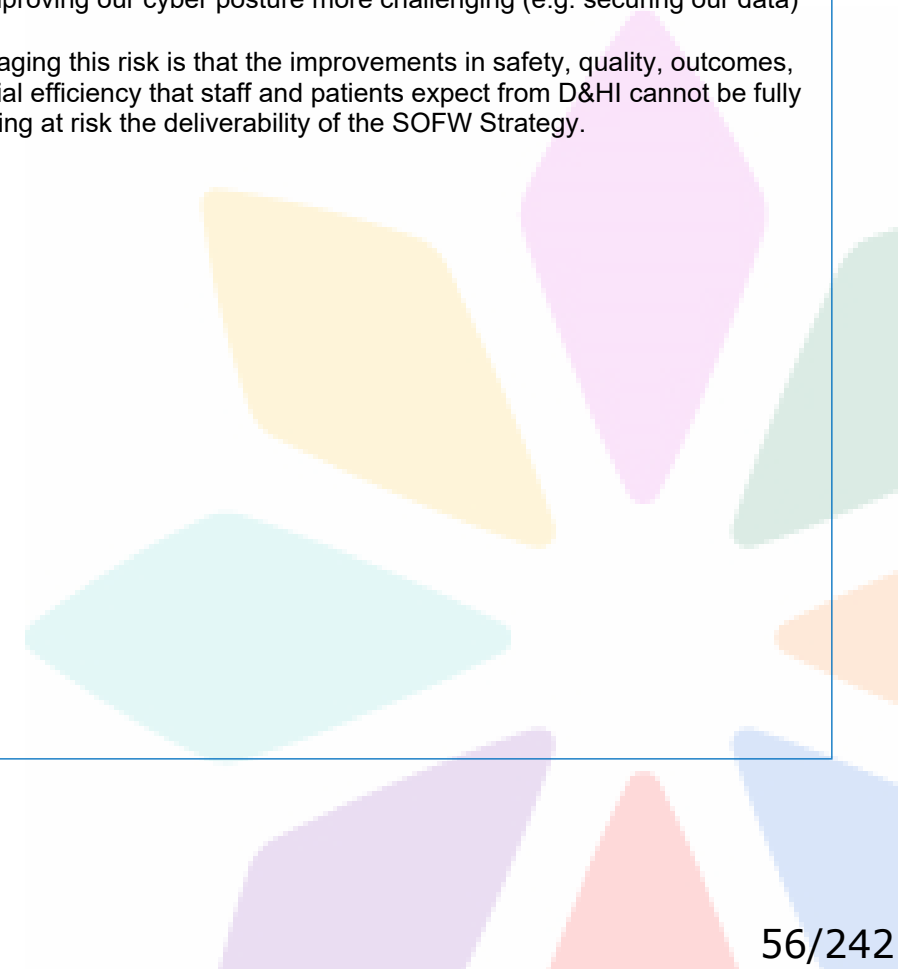 proving our cyber posture more challenging (e.g. securing our data)
aging this risk is that the improvements in safety, quality, outcomes,
ial efficiency that staff and patients expect from D&HI cannot be fully
ing at risk the deliverability of the SOFW Strategy.
56/242